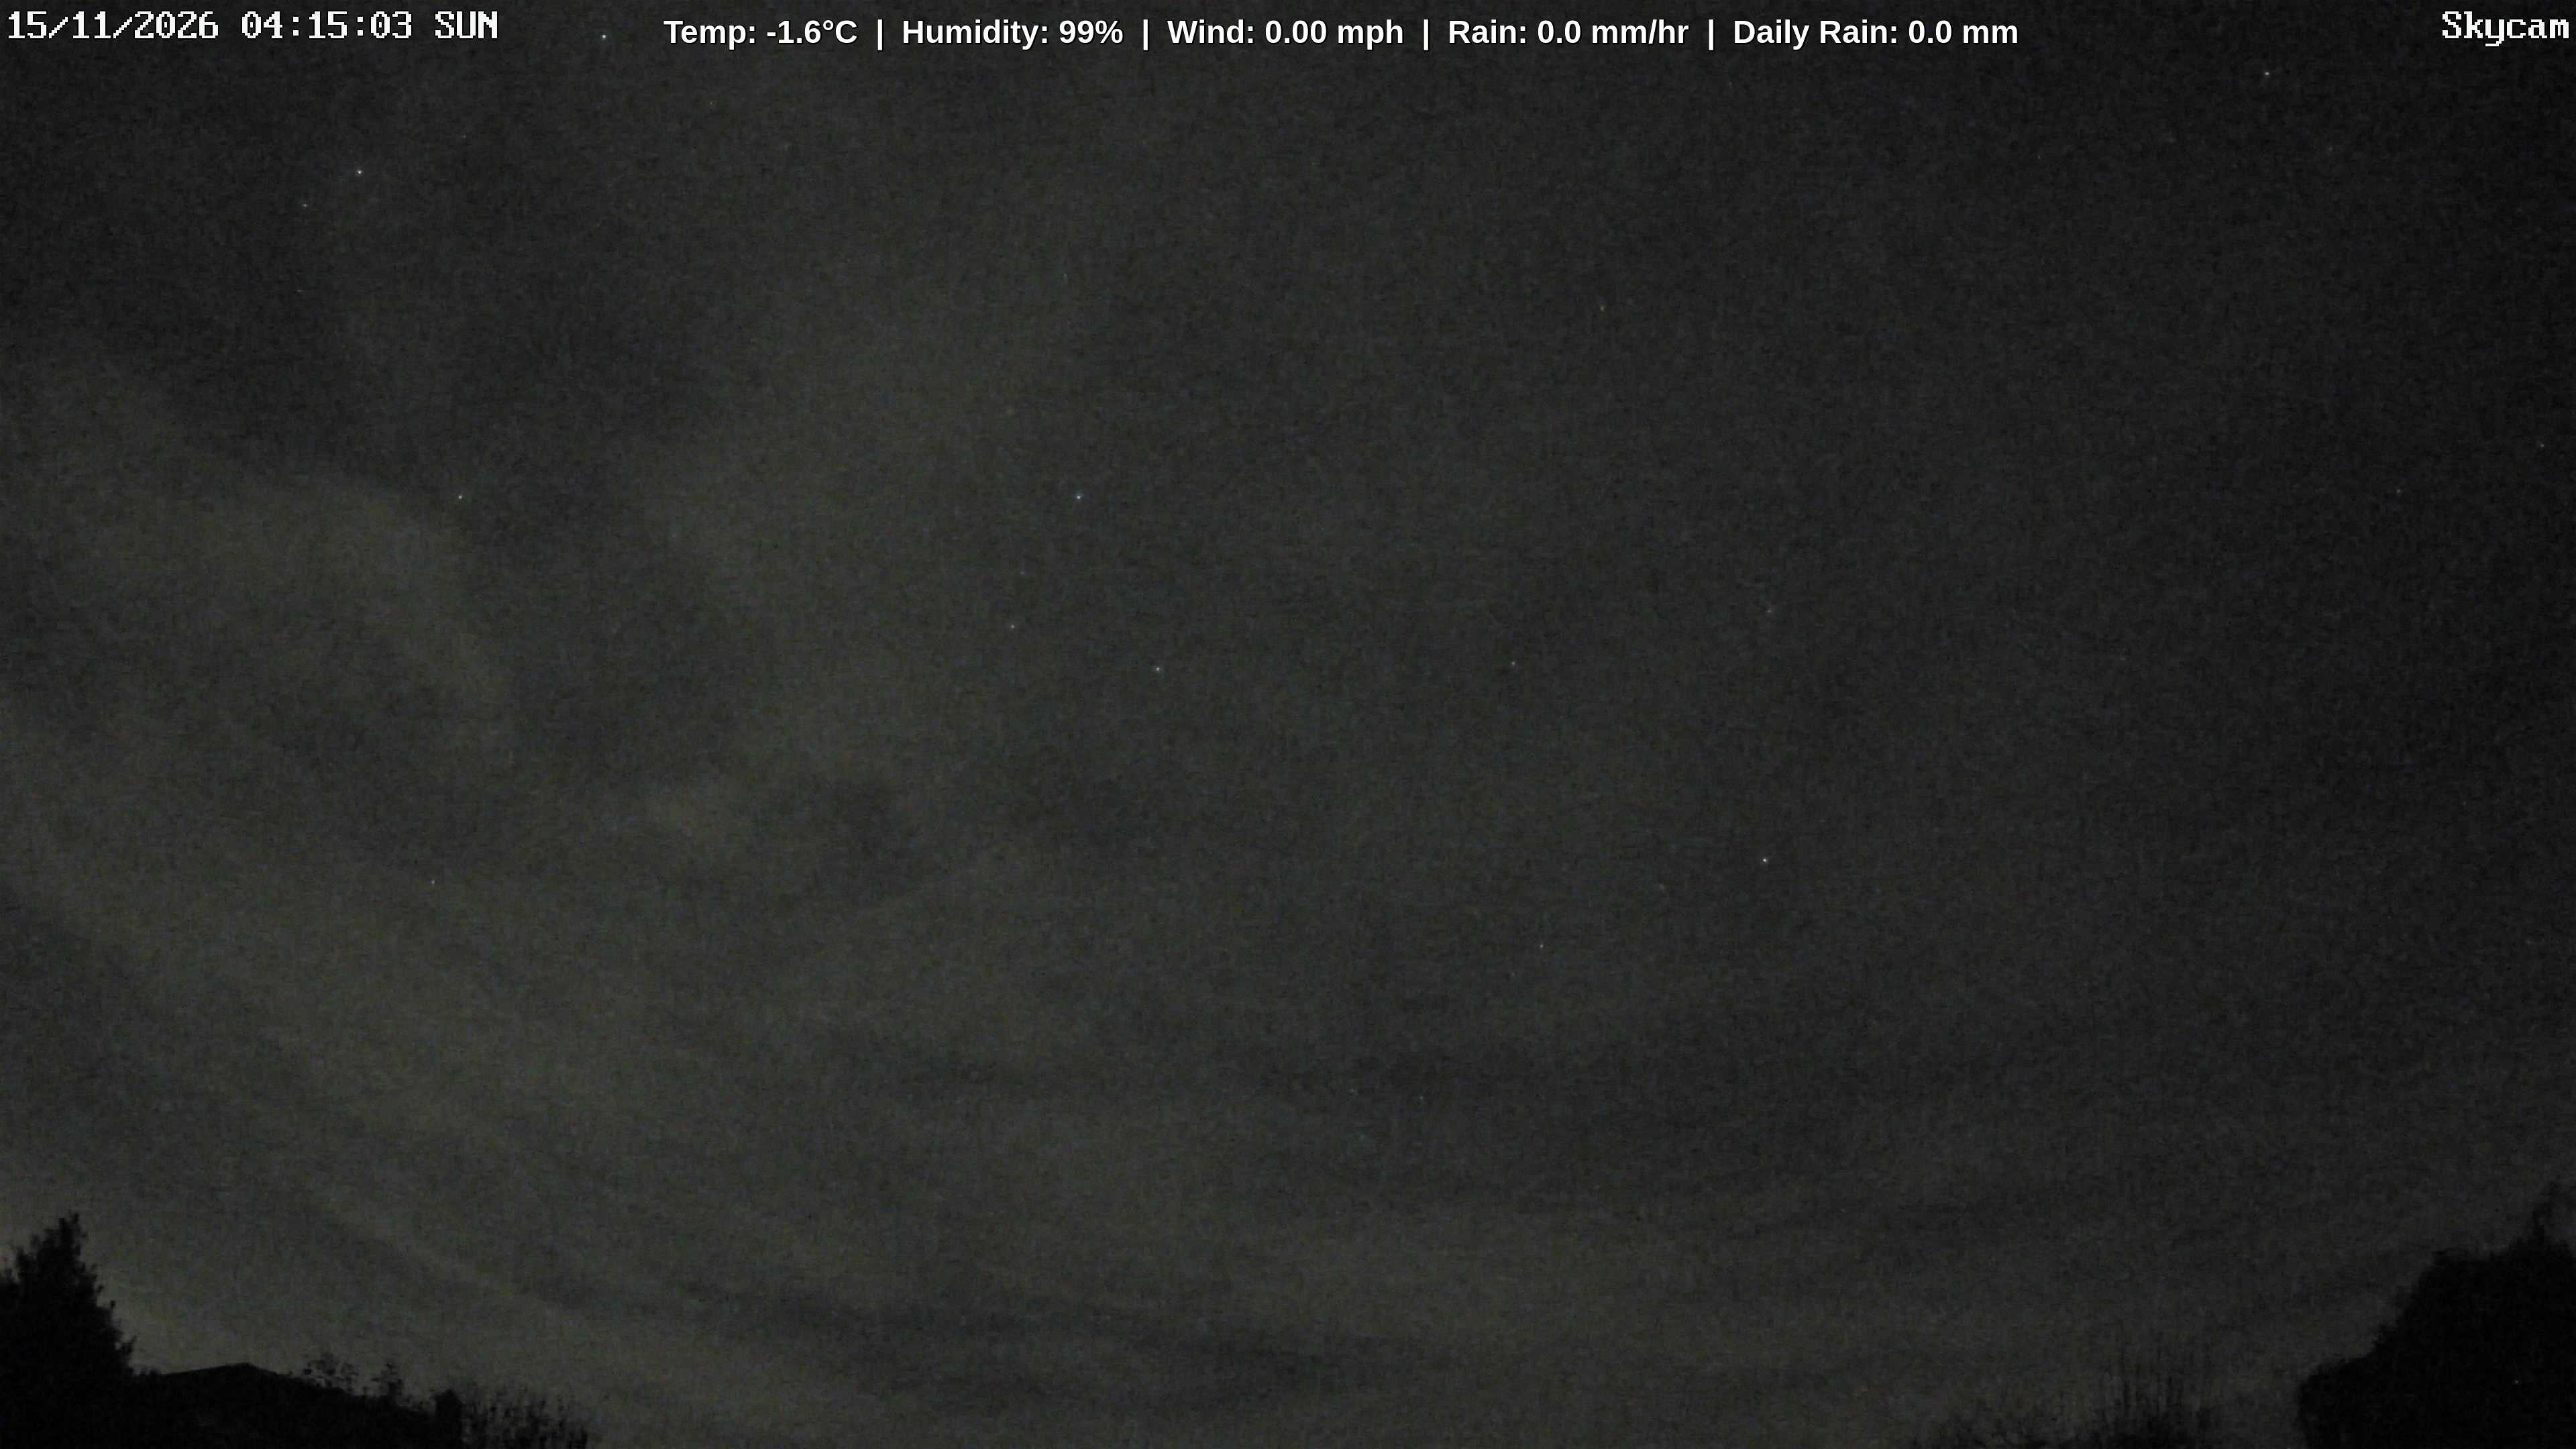 15/11/2026 04:15:03 SUN
Temp: -1.6°C | Humidity: 99% | Wind: 0.00 mph | Rain: 0.0 mm/hr | Daily Rain: 0.0 mm
Skycam